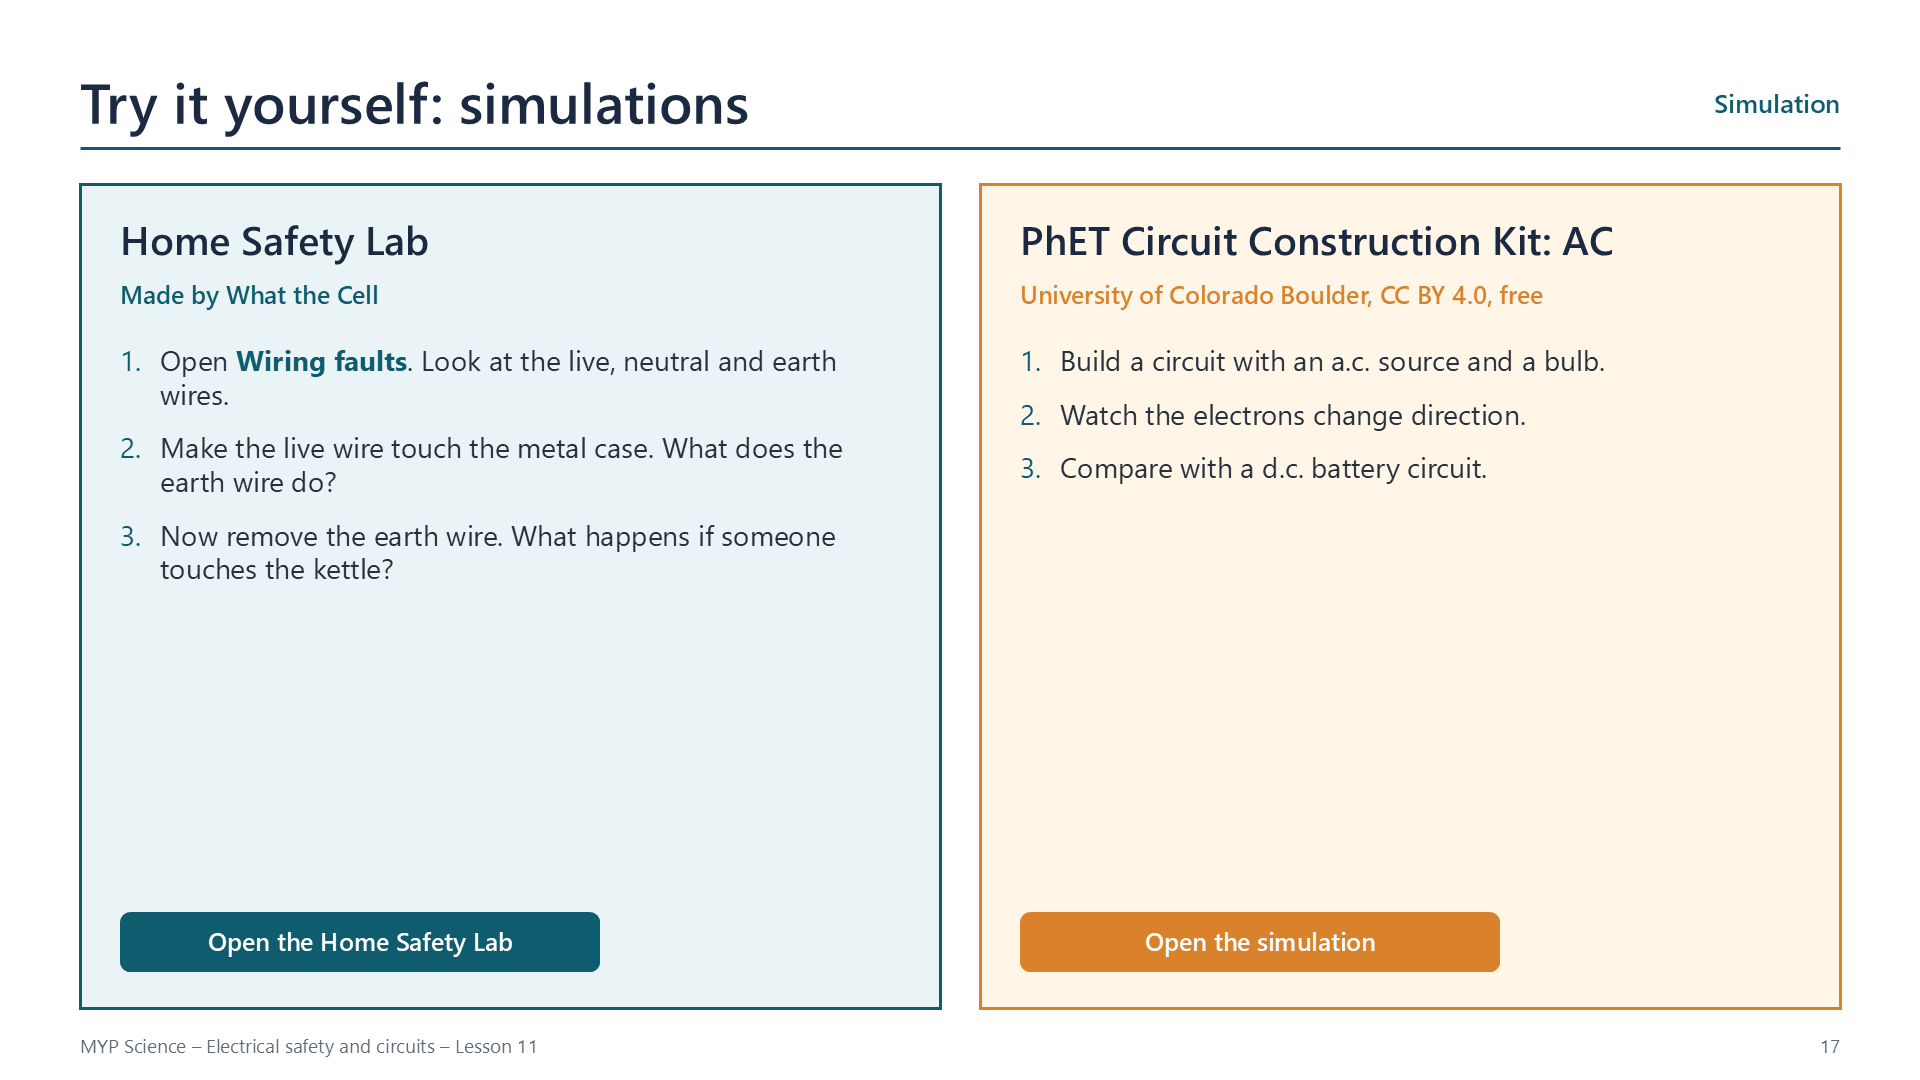 Try it yourself: simulations
Simulation
Home Safety Lab
Made by What the Cell
1. Open Wiring faults. Look at the live, neutral and earth
wires.
2. Make the live wire touch the metal case. What does the
earth wire do?
3. Now remove the earth wire. What happens if someone
touches the kettle?
Open the Home Safety Lab
PhET Circuit Construction Kit: AC
University of Colorado Boulder, CC BY 4.0, free
1. Build a circuit with an a.c. source and a bulb.
2. Watch the electrons change direction.
3. Compare with a d.c. battery circuit.
Open the simulation
MYP Science – Electrical safety and circuits – Lesson 11
17